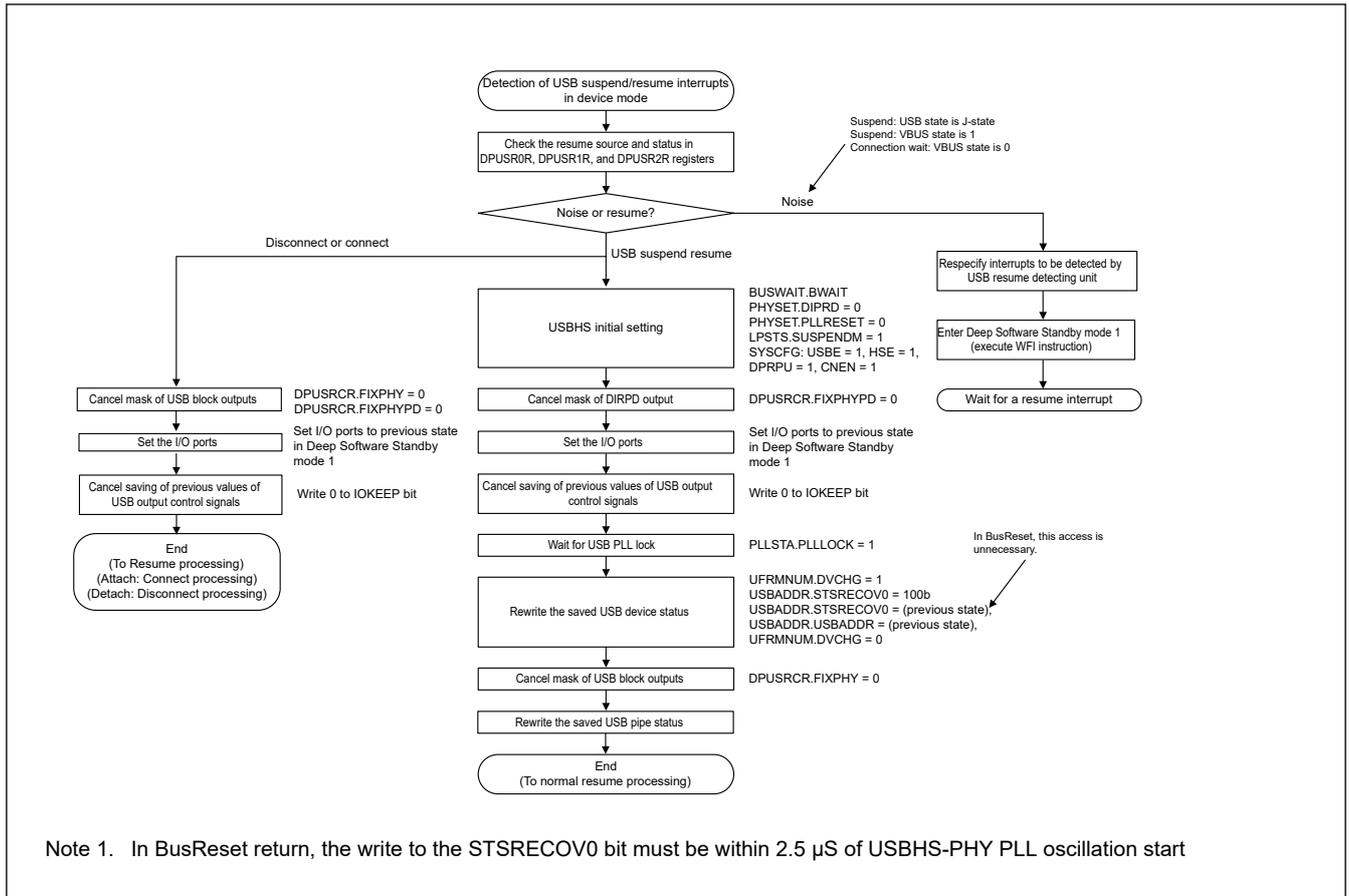 Detection of USB suspend/resume interrupts
in device mode
Check the resume source and status in
DPUSR0R, DPUSR1R, and DPUSR2R registers
Suspend: USB state is J-state
Suspend: VBUS state is 1
Connection wait: VBUS state is 0
Noise or resume?
Noise
Disconnect or connect
USB suspend resume
Respecify interrupts to be detected by
USB resume detecting unit
Enter Deep Software Standby mode 1
(execute WFI instruction)
Wait for a resume interrupt
USBHS initial setting
BUSWAIT.BWAIT
PHYSET.DIPRD = 0
PHYSET.PLLRESET = 0
LPSTS.SUSPENDM = 1
SYSCFG: USBE = 1, HSE = 1,
DPRPU = 1, CNEN = 1
Cancel mask of USB block outputs
DPUSRCR.FIXPHY = 0
DPUSRCR.FIXPHYPD = 0
Set the I/O ports
Set I/O ports to previous state
in Deep Software Standby
mode 1
Cancel saving of previous values of
USB output control signals
Write 0 to IOKEEP bit
End
(To Resume processing)
(Attach: Connect processing)
(Detach: Disconnect processing)
Cancel mask of DIRPD output
DPUSRCR.FIXPHYPD = 0
Set the I/O ports
Set I/O ports to previous state
in Deep Software Standby
mode 1
Cancel saving of previous values of USB output
control signals
Write 0 to IOKEEP bit
Wait for USB PLL lock
PLLSTA.PLLLOCK = 1
In BusReset, this access is
unnecessary.
Rewrite the saved USB device status
UFRMNUM.DVCHG = 1
USBADDR.STSRECOV0 = 100b
USBADDR.STSRECOV0 = (previous state),
USBADDR.USBADDR = (previous state),
UFRMNUM.DVCHG = 0
Cancel mask of USB block outputs
DPUSRCR.FIXPHY = 0
Rewrite the saved USB pipe status
End
(To normal resume processing)
Note 1. In BusReset return, the write to the STSRECOV0 bit must be within 2.5 µS of USBHS-PHY PLL oscillation start